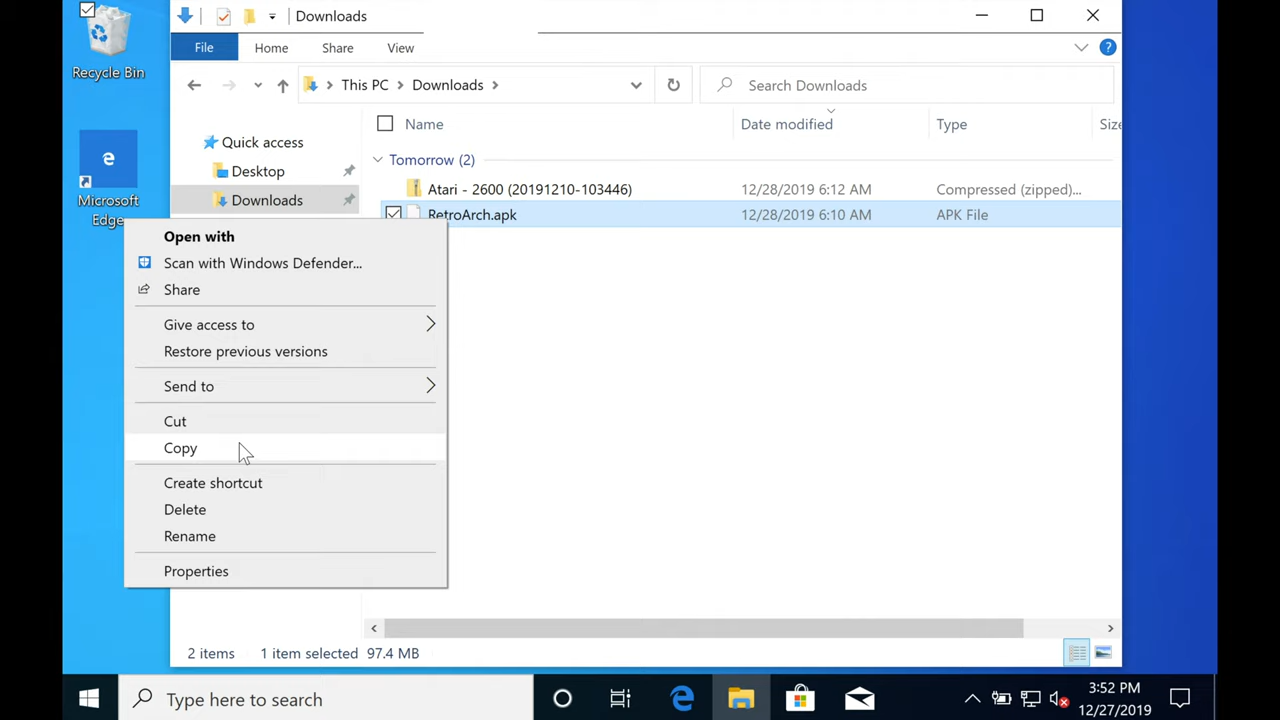 Recycle Bin
Microsoft
Edge
Downloads
File
Home
Share
View
This PC
Downloads
Search Downloads
Name
Date modified
Type
Size
Quick access
Desktop
Downloads
Tomorrow (2)
Atari - 2600 (20191210-103446)
12/28/2019 6:12 AM
Compressed (zipped)...
RetroArch.apk
12/28/2019 6:10 AM
APK File
Open with
Scan with Windows Defender...
Share
Give access to
Restore previous versions
Send to
Cut
Copy
Create shortcut
Delete
Rename
Properties
2 items
1 item selected
97.4 MB
Type here to search
3:52 PM
12/27/2019